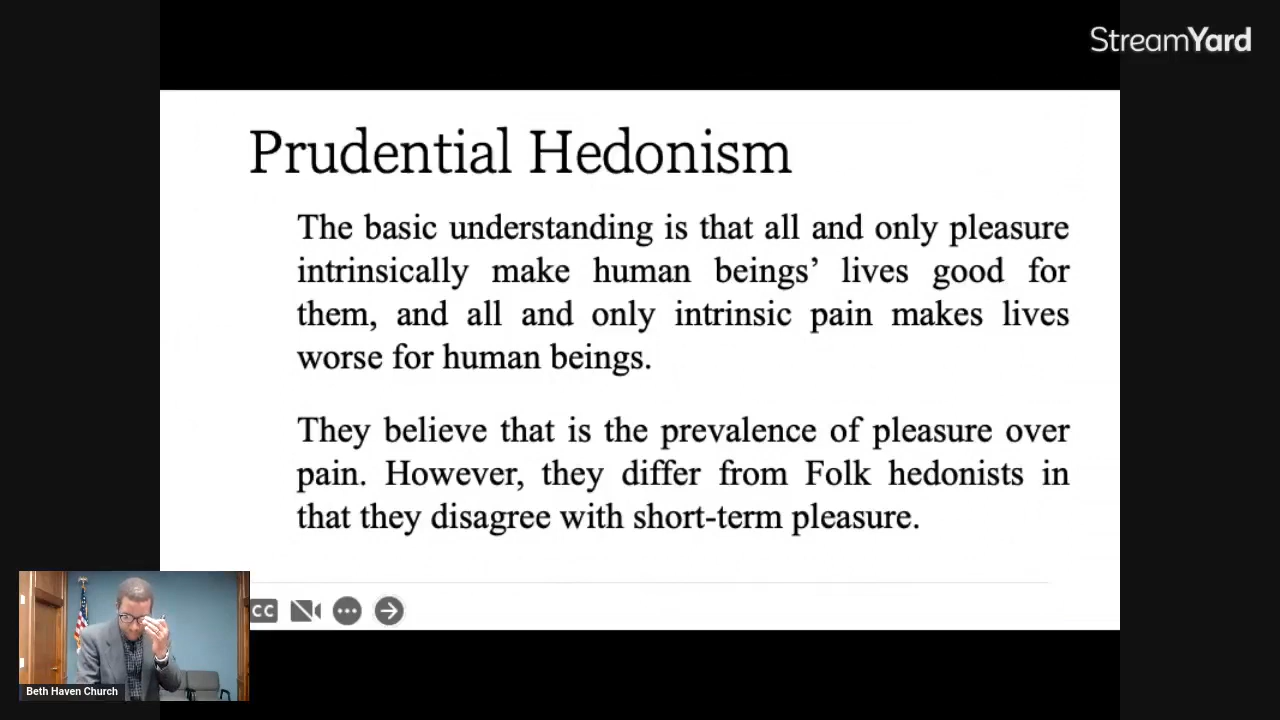 StreamYard
Prudential Hedonism
The basic understanding is that all and only pleasure
intrinsically make human beings’ lives good for
them, and all and only intrinsic pain makes lives
worse for human beings.
They believe that is the prevalence of pleasure over
pain. However, they differ from Folk hedonists in
that they disagree with short-term pleasure.
CC
Beth Haven Church